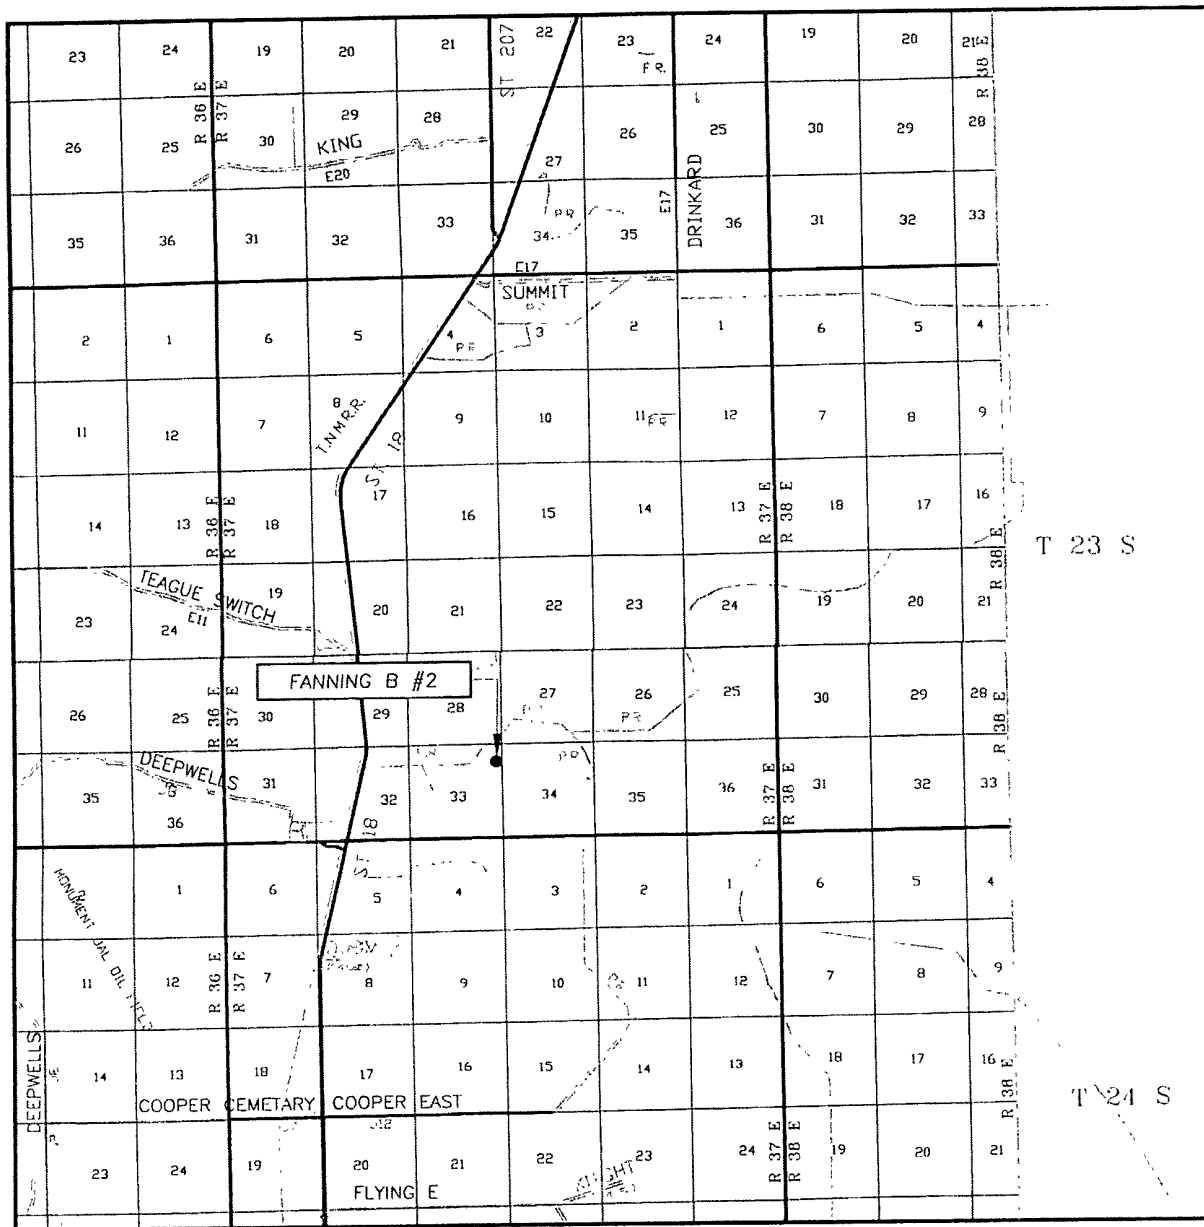 ST 207
23 24 19 20 21 22 23 24 19 20 21
FR.
R 36 E
R 37 E
R 38 E
26 25 30 29 28 27 26 25 30 29 28
KING
E20
E17
DRINKARD
35 36 31 32 33 34 35 36 31 32 33
PR
E17
SUMMIT
2 1 6 5 4 3 2 1 6 5 4
11 12 7 8 9 10 11 12 7 8 9
T.N.M.R.R.
ST 18
14 13 18 17 16 15 14 13 18 17 16
R 36 E
R 37 E
R 37 E
R 38 E
R 38 E
T 23 S
TEAGUE SWITCH
E11
23 24 19 20 21 22 23 24 19 20 21
FANNING B #2
26 25 30 29 28 27 26 25 30 29 28
R 36 E
R 37 E
R 38 E
PR
PR
DEEPWELLS
35 36 31 32 33 34 35 36 31 32 33
R 37 E
R 38 E
ST 18
1 6 5 4 3 2 1 6 5 4
11 12 7 8 9 10 11 12 7 8 9
R 36 E
R 37 E
DEEPWELLS
14 13 18 17 16 15 14 13 18 17 16
R 38 E
T 24 S
COOPER CEMETARY COOPER EAST
J12
23 24 19 20 21 22 23 24 19 20 21
R 37 E
R 38 E
FLYING E